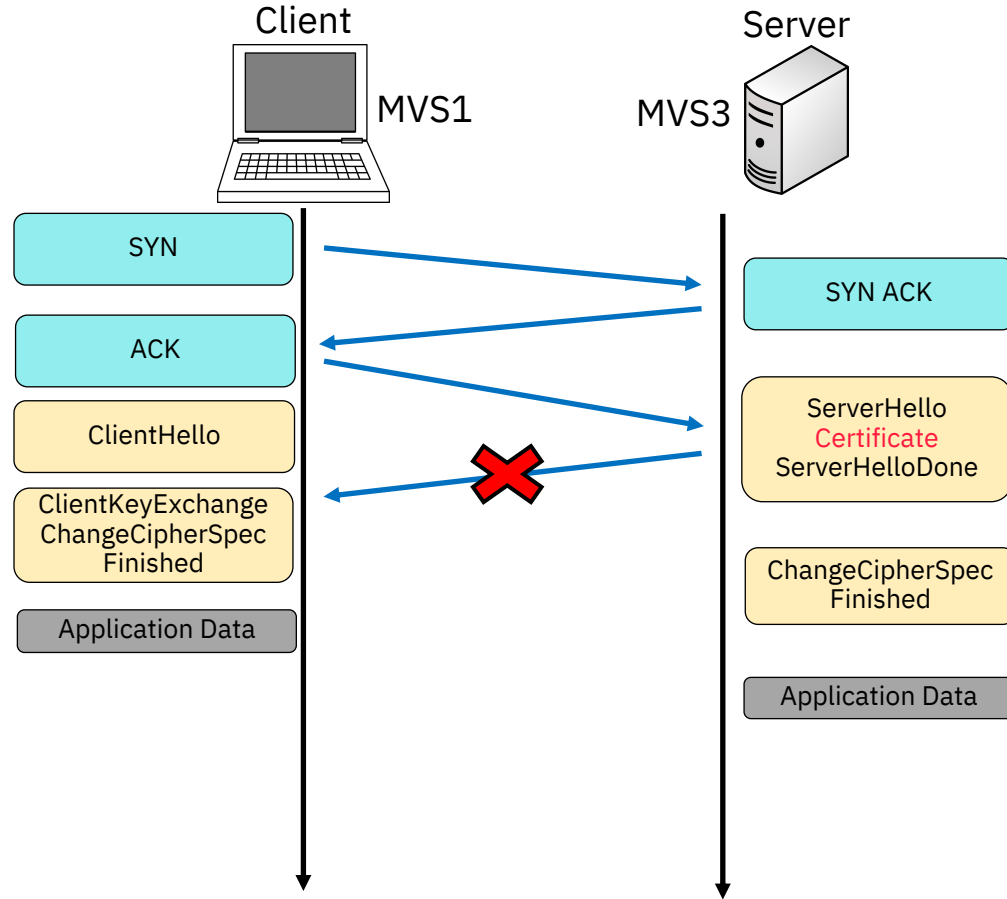 Client
Server
MVS1
MVS3
SYN
SYN ACK
ACK
ServerHello
Certificate
ServerHelloDone
ClientHello
ClientKeyExchange
ChangeCipherSpec
Finished
ChangeCipherSpec
Finished
Application Data
Application Data